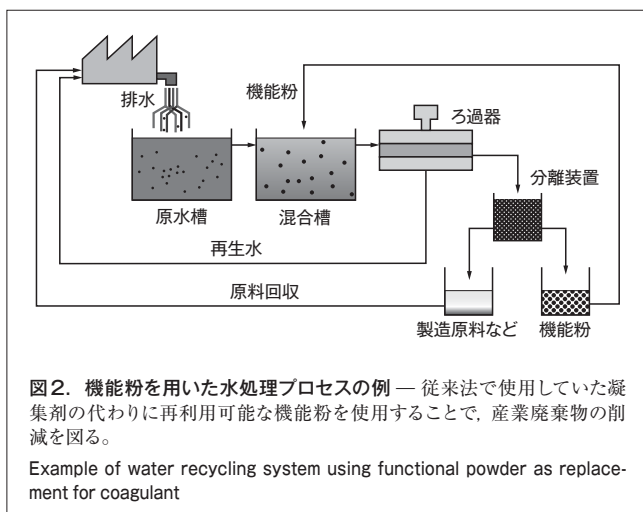 排水
機能粉
ろ過器
分離装置
原水槽
混合槽
再生水
原料回収
製造原料など
機能粉
図2. 機能粉を用いた水処理プロセスの例 — 従来法で使用していた凝
集剤の代わりに再利用可能な機能粉を使用することで，産業廃棄物の削
減を図る。
Example of water recycling system using functional powder as replace-
ment for coagulant